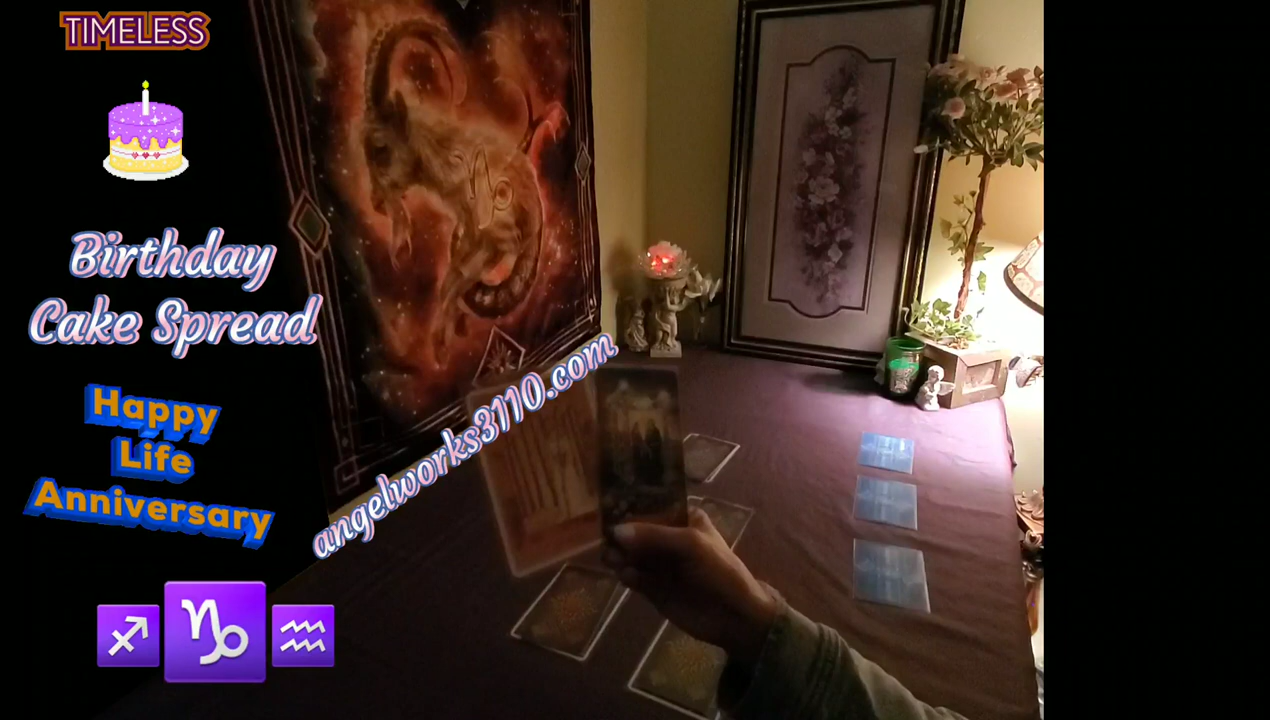 TIMELESS
Birthday
Cake Spread
Happy
Life
Anniversary
angelworks3110.com